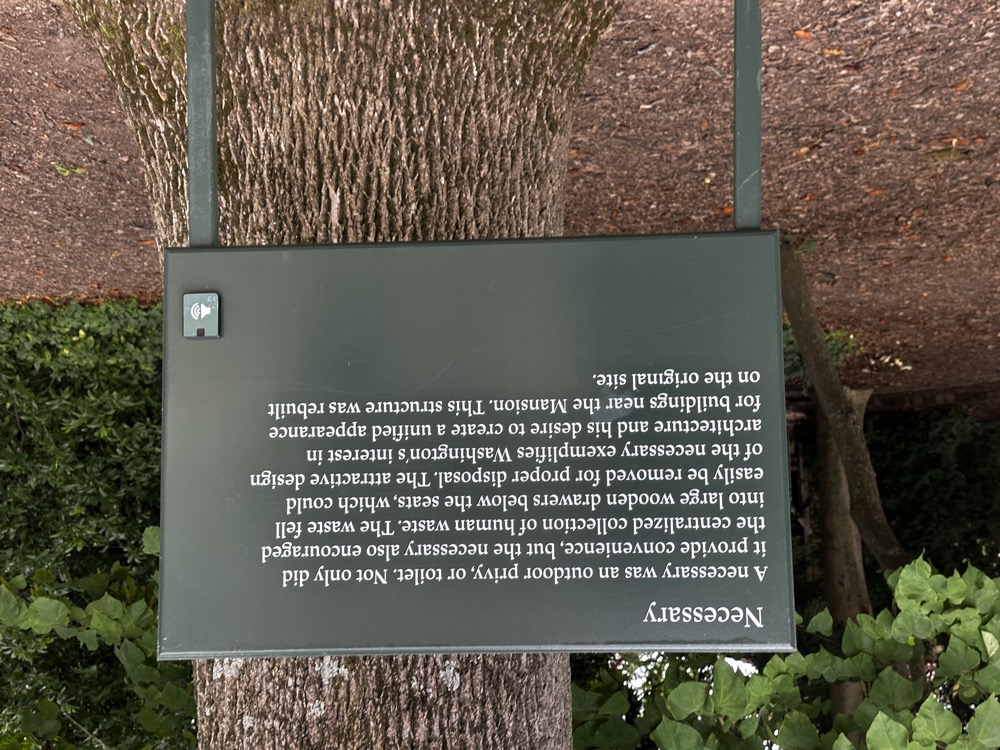 Necessary
A necessary was an outdoor privy, or toilet. Not only did
it provide convenience, but the necessary also encouraged
the centralized collection of human waste. The waste fell
into large wooden drawers below the seats, which could
easily be removed for proper disposal. The attractive design
of the necessary exemplifies Washington's interest in
architecture and his desire to create a unified appearance
for buildings near the Mansion. This structure was rebuilt
on the original site.